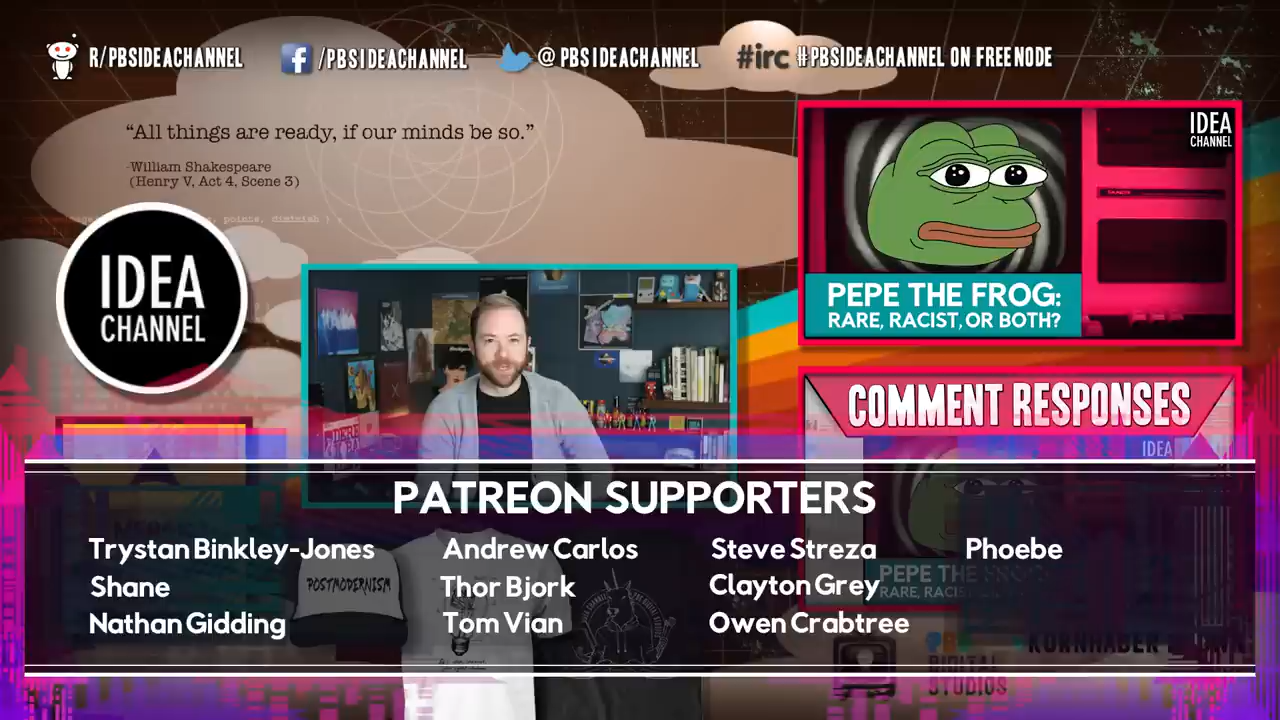 R/PBSIDEACHANNEL
/PBSIDEACHANNEL
@PBSIDEACHANNEL
#irc #PBSIDEACHANNEL ON FREENODE
“All things are ready, if our minds be so.”
-William Shakespeare
(Henry V, Act 4, Scene 3)
points,
IDEA
CHANNEL
IDEA
CHANNEL
PEPE THE FROG:
RARE, RACIST, OR BOTH?
COMMENT RESPONSES
IDEA
PATREON SUPPORTERS
Trystan Binkley-Jones
Andrew Carlos
Steve Streza
Phoebe
Shane
Thor Bjork
Clayton Grey
Nathan Gidding
Tom Vian
Owen Crabtree
POSTMODERNISM
PEPE THE FROG:
RARE,
KORNHABER
DIGITAL
STUDIOS